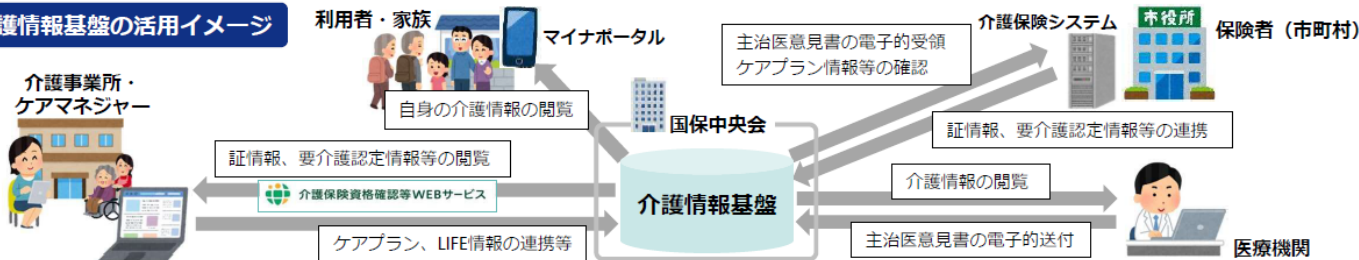 護情報基盤の活用イメージ
利用者・家族
マイナポータル
介護事業所・
ケアマネジャー
自身の介護情報の閲覧
国保中央会
主治医意見書の電子的受領
ケアプラン情報等の確認
介護保険システム
市役所
保険者（市町村）
証情報、要介護認定情報等の連携
証情報、要介護認定情報等の閲覧
介護保険資格確認等WEBサービス
介護情報基盤
介護情報の閲覧
ケアプラン、LIFE情報の連携等
主治医意見書の電子的送付
医療機関